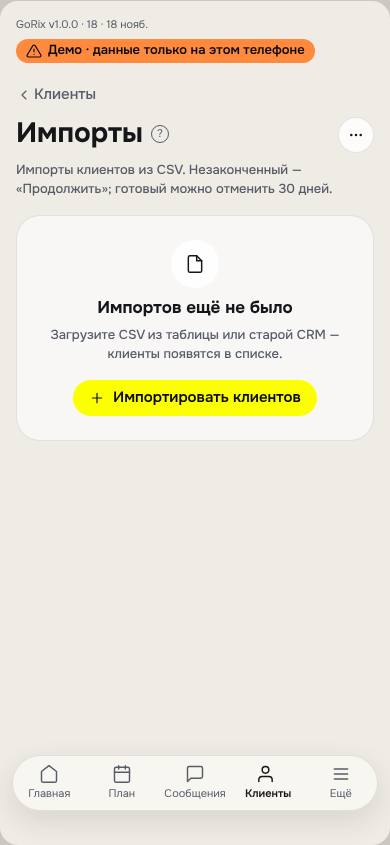 GoRix v1.0.0 · 18 · 18 нояб.
Демо · данные только на этом телефоне
Клиенты
Импорты ?
Импорты клиентов из CSV. Незаконченный —
«Продолжить»; готовый можно отменить 30 дней.
Импортов ещё не было
Загрузите CSV из таблицы или старой CRM —
клиенты появятся в списке.
Импортировать клиентов
Главная План Сообщения Клиенты Ещё